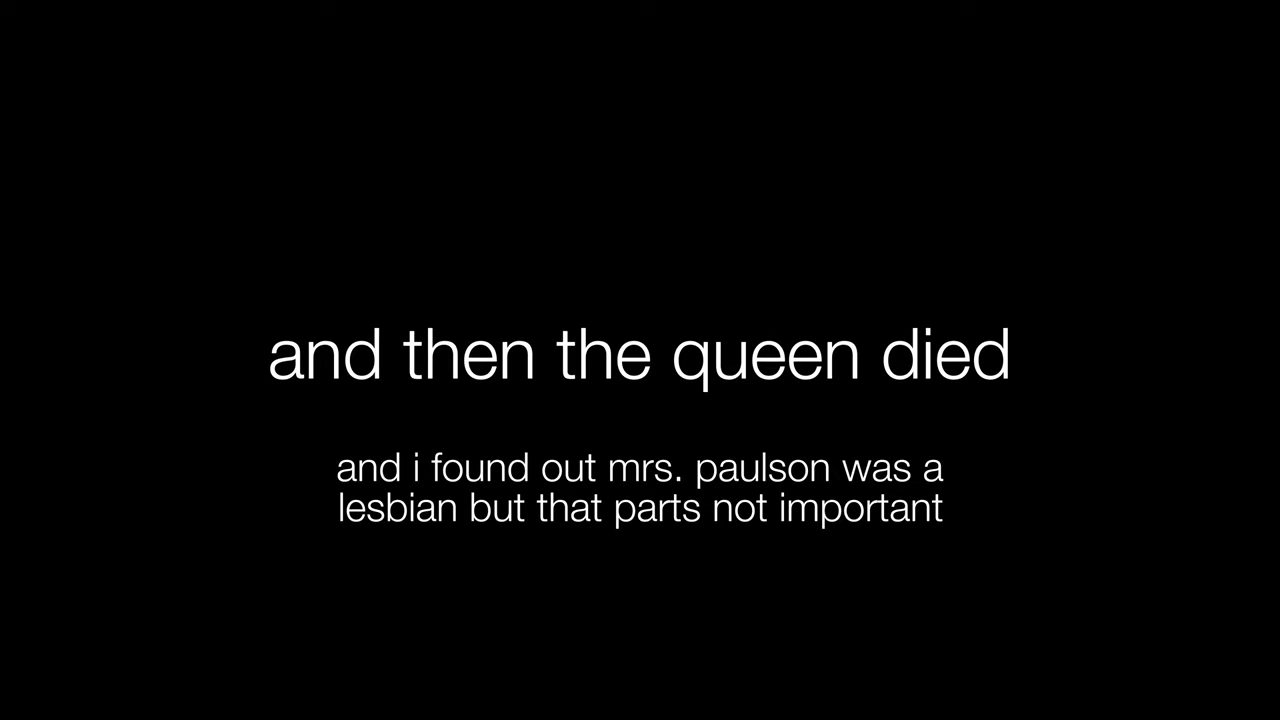 and then the queen died
and i found out mrs. paulson was a
lesbian but that parts not important